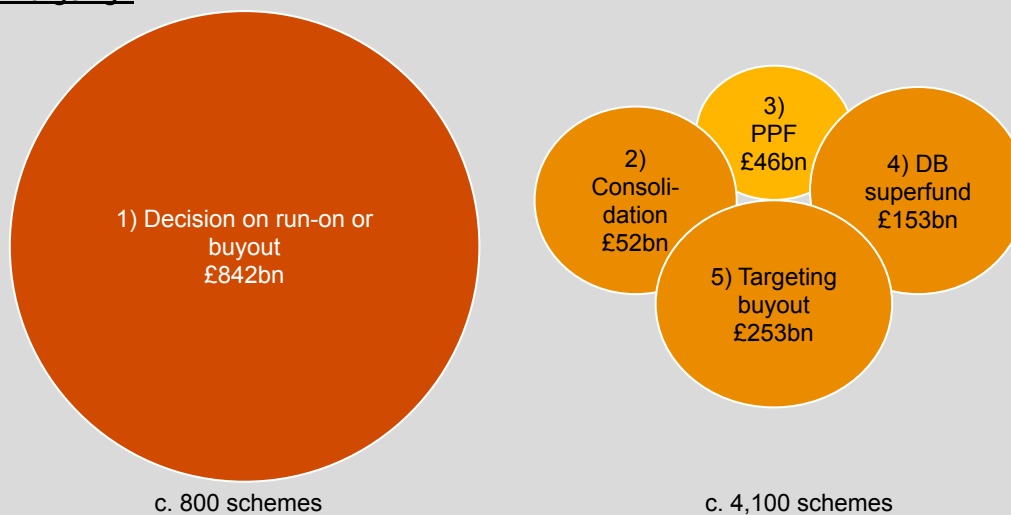 1) Decision on run-on or
buyout
£842bn
2)
Consoli-
dation
£52bn
3)
PPF
£46bn
4) DB
superfund
£153bn
5) Targeting
buyout
£253bn
c. 800 schemes
c. 4,100 schemes